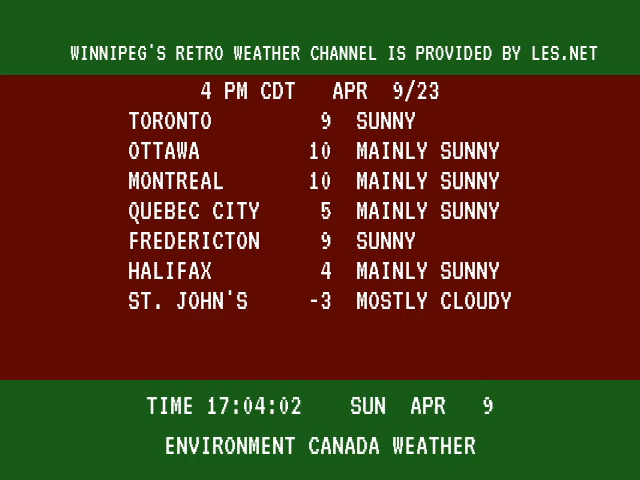 WINNIPEG'S RETRO WEATHER CHANNEL IS PROVIDED BY LES.NET
4 PM CDT   APR  9/23
TORONTO         9  SUNNY
OTTAWA         10  MAINLY SUNNY
MONTREAL       10  MAINLY SUNNY
QUEBEC CITY     5  MAINLY SUNNY
FREDERICTON     9  SUNNY
HALIFAX         4  MAINLY SUNNY
ST. JOHN'S     -3  MOSTLY CLOUDY
TIME 17:04:02    SUN  APR   9
ENVIRONMENT CANADA WEATHER